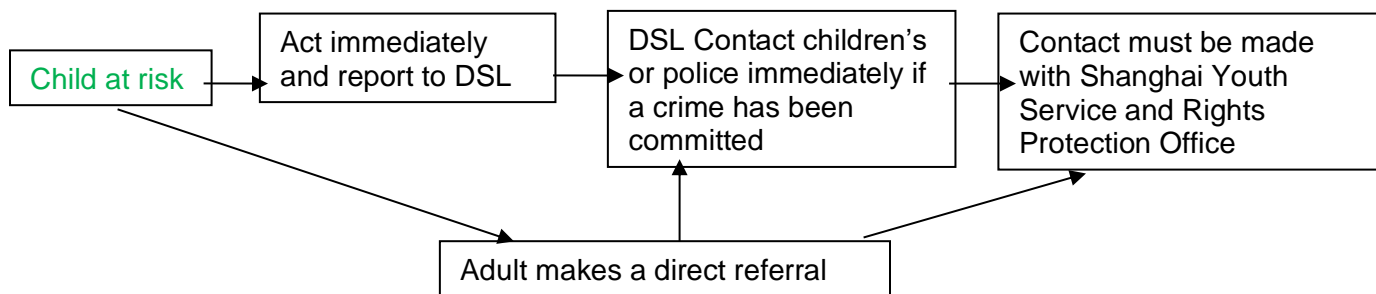 Child at risk
Act immediately
and report to DSL
DSL Contact children's
or police immediately if
a crime has been
committed
Contact must be made
with Shanghai Youth
Service and Rights
Protection Office
Adult makes a direct referral